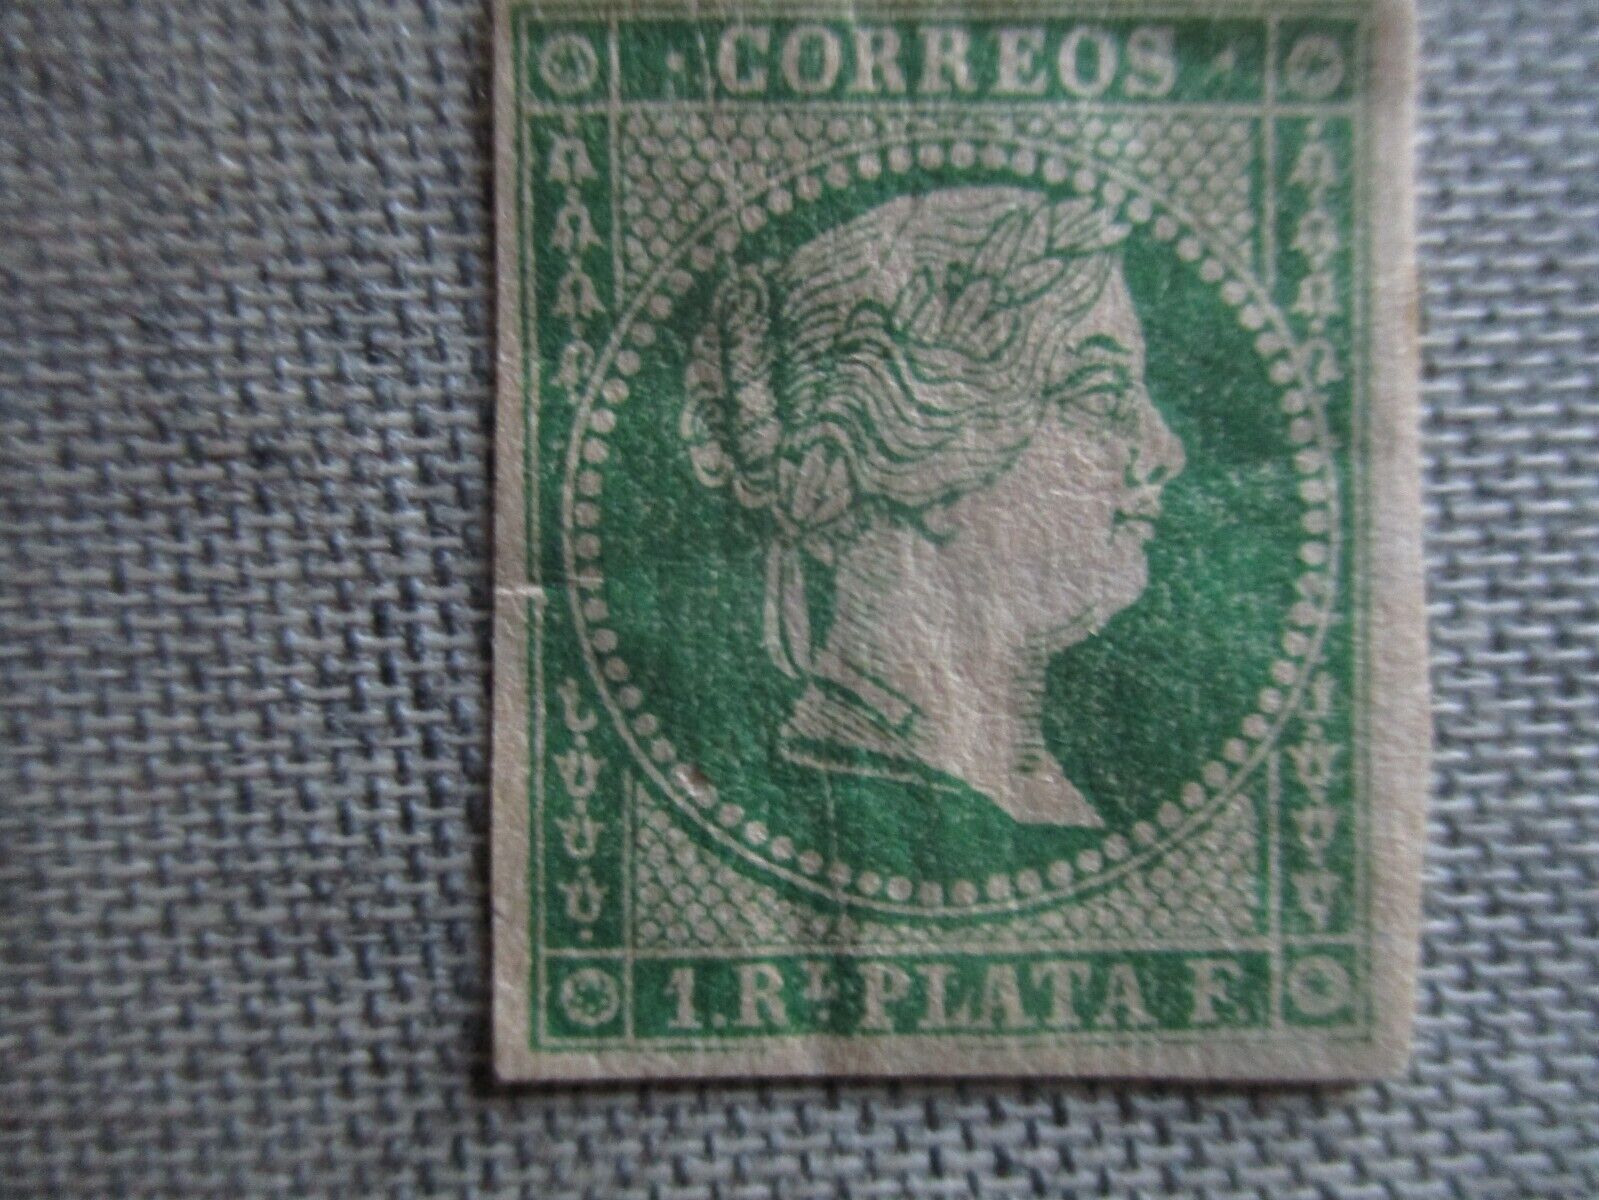 · CORREOS ·
1. Rˡ. PLATA F.